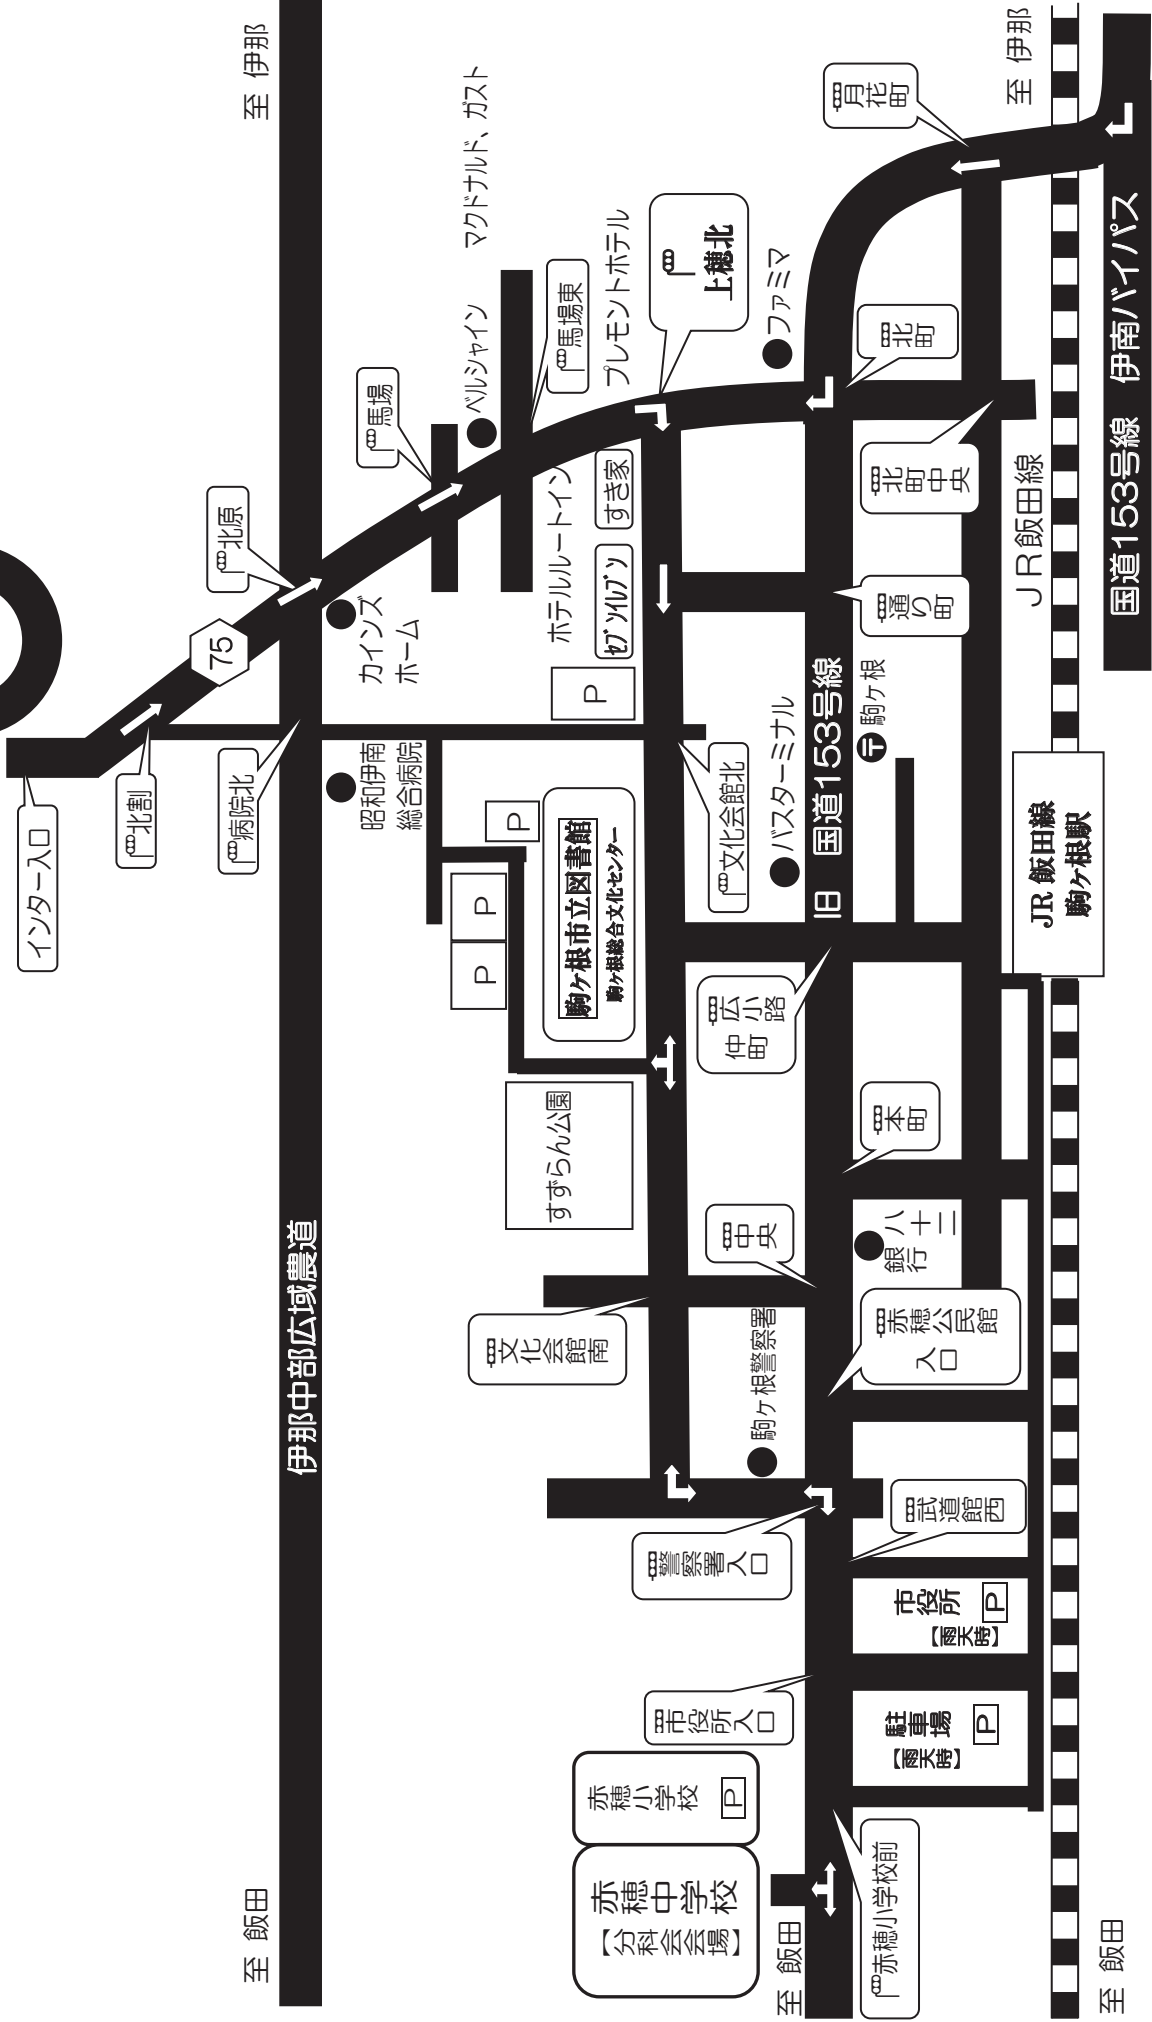 インター入口
北割
75
北原
病院北
至 伊那
伊那中部広域農道
至 飯田
カインズ
ホーム
昭和伊南
総合病院
馬場
ベルシャイン
マクドナルド、ガスト
馬場東
プレモントホテル
ホテルルートイン
すき家
セブンイレブン
P
P
P
P
駒ヶ根市立図書館
駒ヶ根総合文化センター
すずらん公園
上穂北
ファミマ
文化会館北
バスターミナル
広小路
仲町
中央
文化会館南
駒ヶ根警察署
警察署入口
市役所入口
赤穂小学校
P
赤穂中学校
【分科会会場】
至 飯田
旧 国道153号線
月花町
北町
北町中央
通り町
〒駒ヶ根
本町
八十二
銀行
赤穂公民館
入口
武道館西
市役所
【雨天時】
P
駐車場
【雨天時】
P
赤穂小学校前
至 伊那
JR飯田線
JR 飯田線
駒ヶ根駅
国道153号線 伊南バイパス
至 飯田